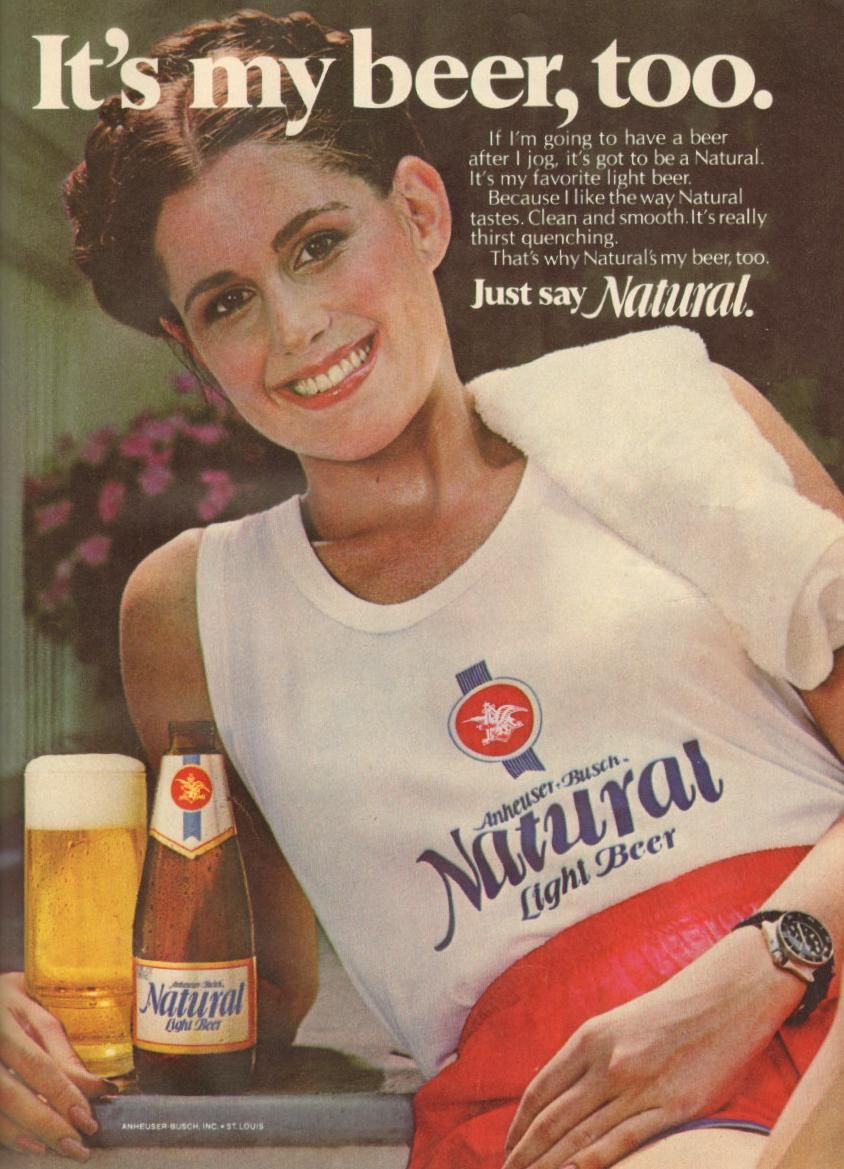 It's my beer, too.
If I'm going to have a beer
after I jog, it's got to be a Natural.
It's my favorite light beer.
Because I like the way Natural
tastes. Clean and smooth. It's really
thirst quenching.
That's why Natural's my beer, too.
Just say Natural.
Anheuser-Busch.
Natural
Light Beer
Anheuser-Busch.
Natural
Light Beer
ANHEUSER-BUSCH, INC. • ST. LOUIS